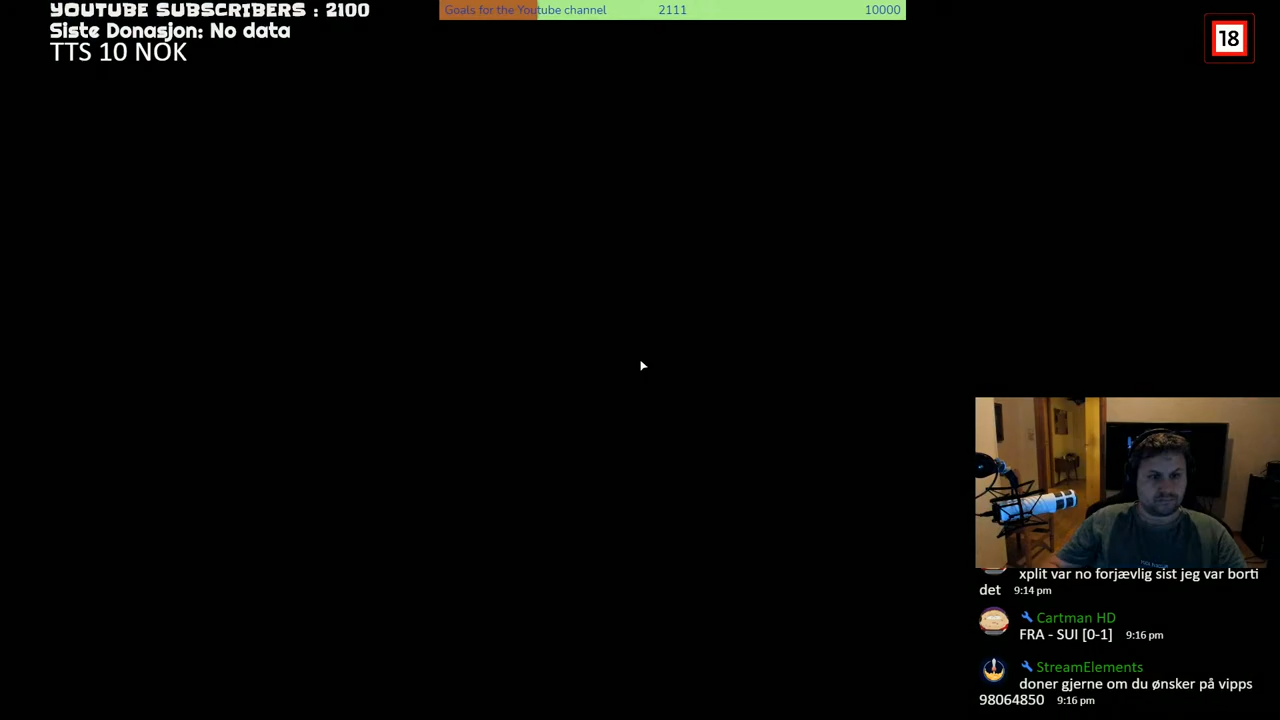 YOUTUBE SUBSCRIBERS : 2100
Siste Donasjon: No data
TTS 10 NOK
Goals for the Youtube channel 2111 10000
18
xplit var no forjævlig sist jeg var borti
det 9:14 pm
Cartman HD
FRA - SUI [0-1] 9:16 pm
StreamElements
doner gjerne om du ønsker på vipps
98064850 9:16 pm